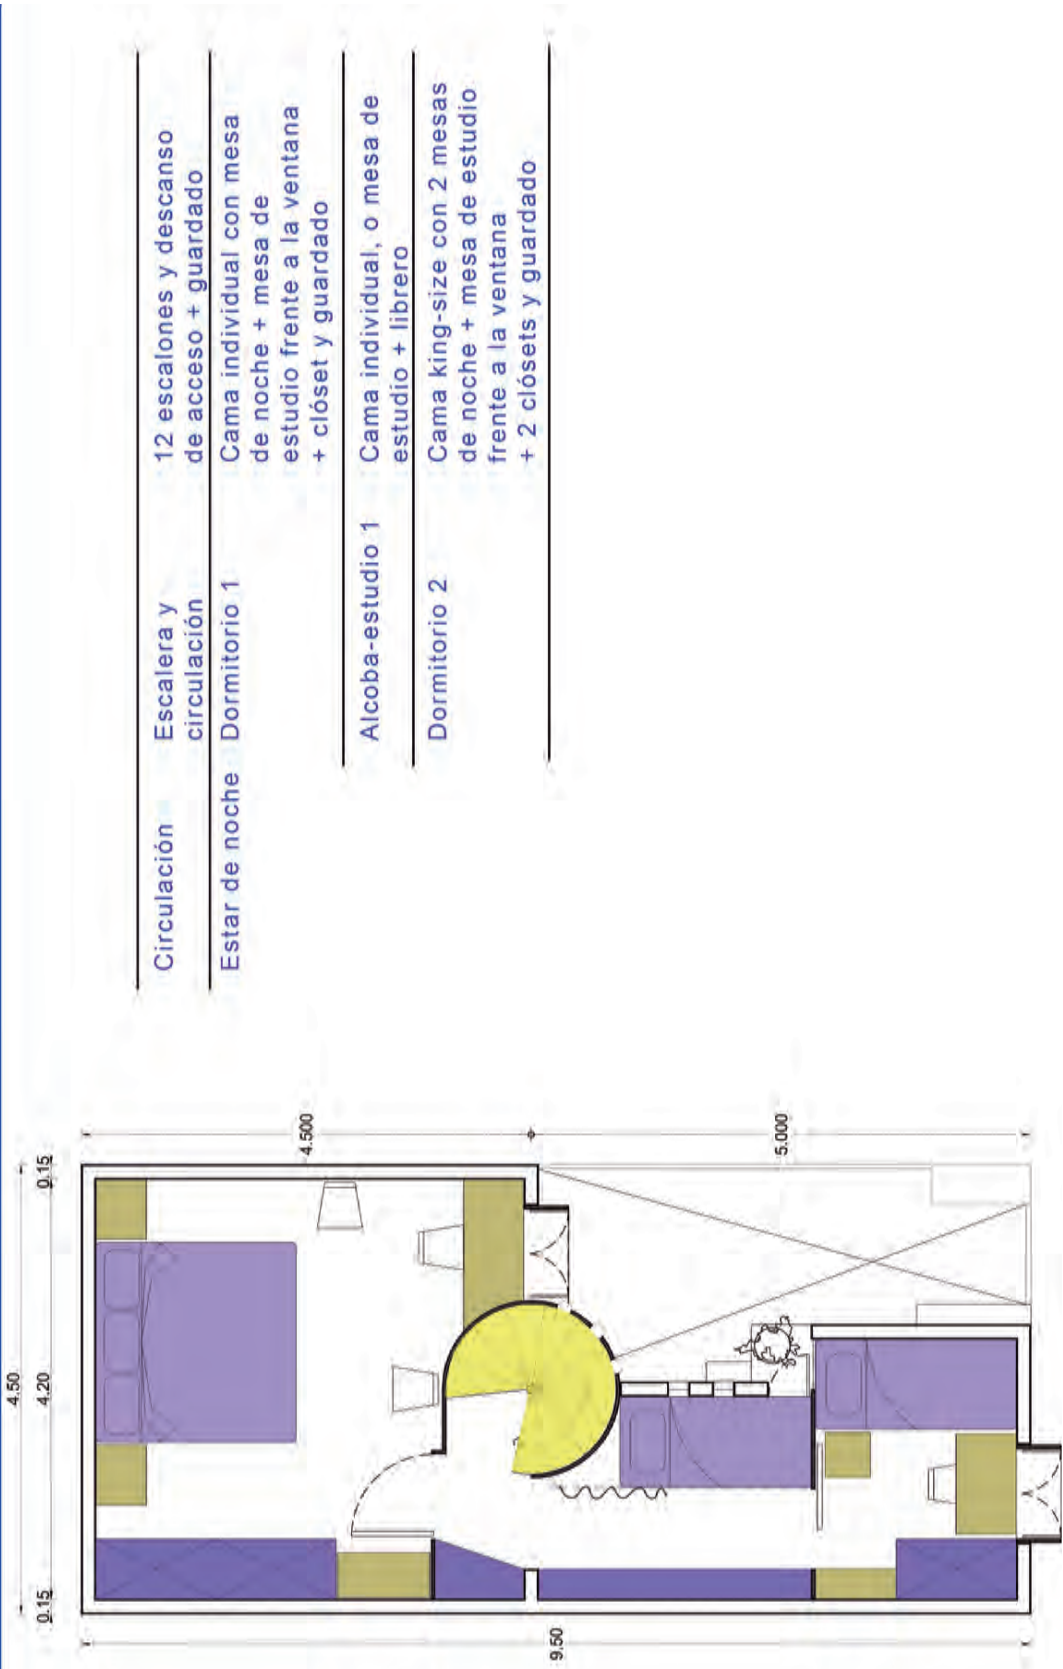 Circulación
Escalera y
circulación
12 escalones y descanso
de acceso + guardado
Estar de noche
Dormitorio 1
Cama individual con mesa
de noche + mesa de
estudio frente a la ventana
+ clóset y guardado
Alcoba-estudio 1
Cama individual, o mesa de
estudio + librero
Dormitorio 2
Cama king-size con 2 mesas
de noche + mesa de estudio
frente a la ventana
+ 2 clósets y guardado
4.50
0.15
4.20
0.15
4.500
5.000
9.50